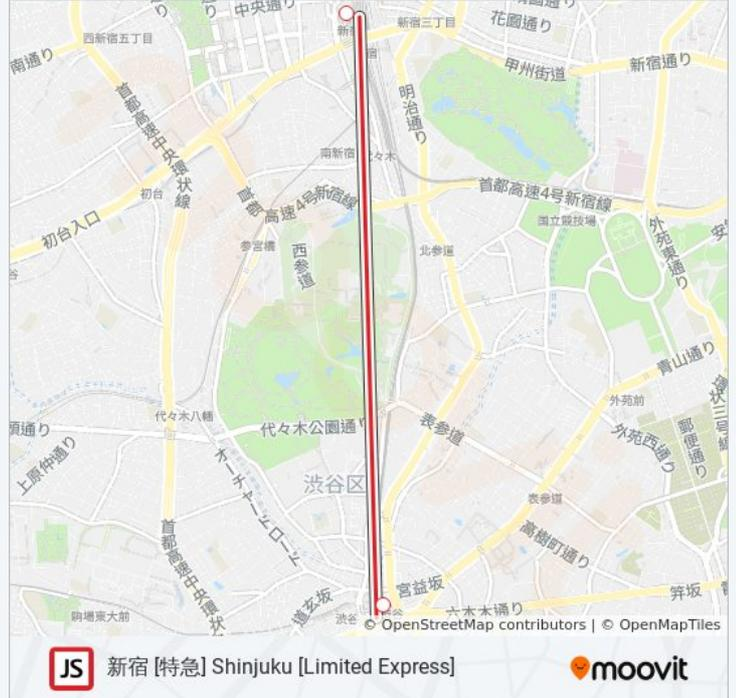 中央通り
新宿三丁目
花園通り
西新宿五丁目
南通り
甲州街道
新宿通り
首都高速中央環状線
明治通り
南新宿
代々木
初台
首都高速4号新宿線
首都高速4号新宿線
初台入口
参宮橋
西参道
北参道
国立競技場
外苑東通り
青山通り
外苑前
代々木八幡
代々木公園通り
表参道
外苑西通り
郵便通り
上原仲通り
オーチャードロード
渋谷区
表参道
高樹町通り
首都高速中央環状
宮益坂
六本木通り
笄坂
駒場東大前
道玄坂
渋谷
© OpenStreetMap contributors | © OpenMapTiles
JS 新宿 [特急] Shinjuku [Limited Express] moovit